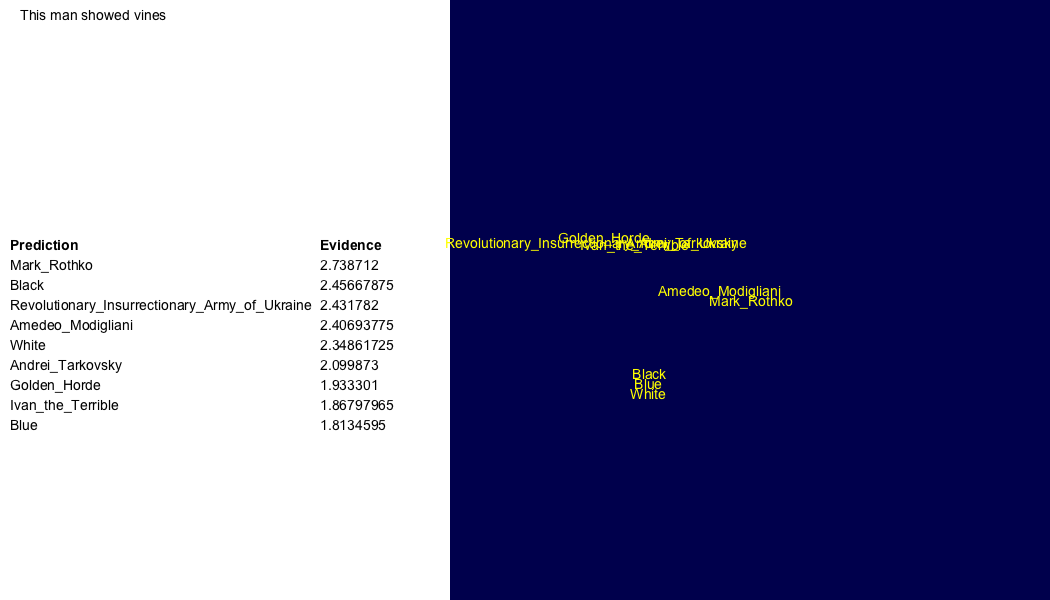 This man showed vines
Prediction Evidence
Mark_Rothko 2.738712
Black 2.45667875
Revolutionary_Insurrectionary_Army_of_Ukraine 2.431782
Amedeo_Modigliani 2.40693775
White 2.34861725
Andrei_Tarkovsky 2.099873
Golden_Horde 1.933301
Ivan_the_Terrible 1.86797965
Blue 1.8134595
Golden_Horde
Revolutionary_Insurrectionary_Army_of_Ukraine
Andrei_Tarkovsky
Ivan_the_Terrible
Amedeo_Modigliani
Mark_Rothko
Black
Blue
White